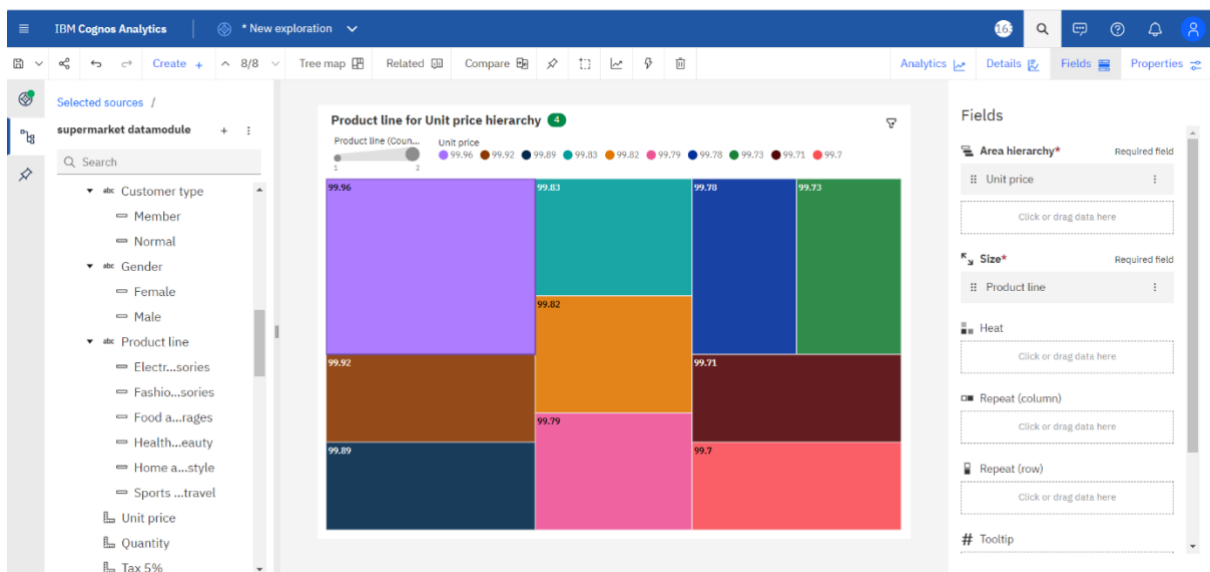 IBM Cognos Analytics
* New exploration
16
Create +
8/8
Tree map
Related
Compare
Analytics
Details
Fields
Properties
Selected sources /
supermarket datamodule
Search
abc Customer type
Member
Normal
abc Gender
Female
Male
abc Product line
Electr...sories
Fashio...sories
Food a...rages
Health...eauty
Home a...style
Sports ...travel
Unit price
Quantity
Tax 5%
Product line for Unit price hierarchy 4
Product line (Coun...
1 2
Unit price
99.96 99.92 99.89 99.83 99.82 99.79 99.78 99.73 99.71 99.7
99.96
99.83
99.78
99.73
99.82
99.92
99.71
99.79
99.89
99.7
Fields
Area hierarchy* Required field
Unit price
Click or drag data here
Size* Required field
Product line
Heat
Click or drag data here
Repeat (column)
Click or drag data here
Repeat (row)
Click or drag data here
# Tooltip